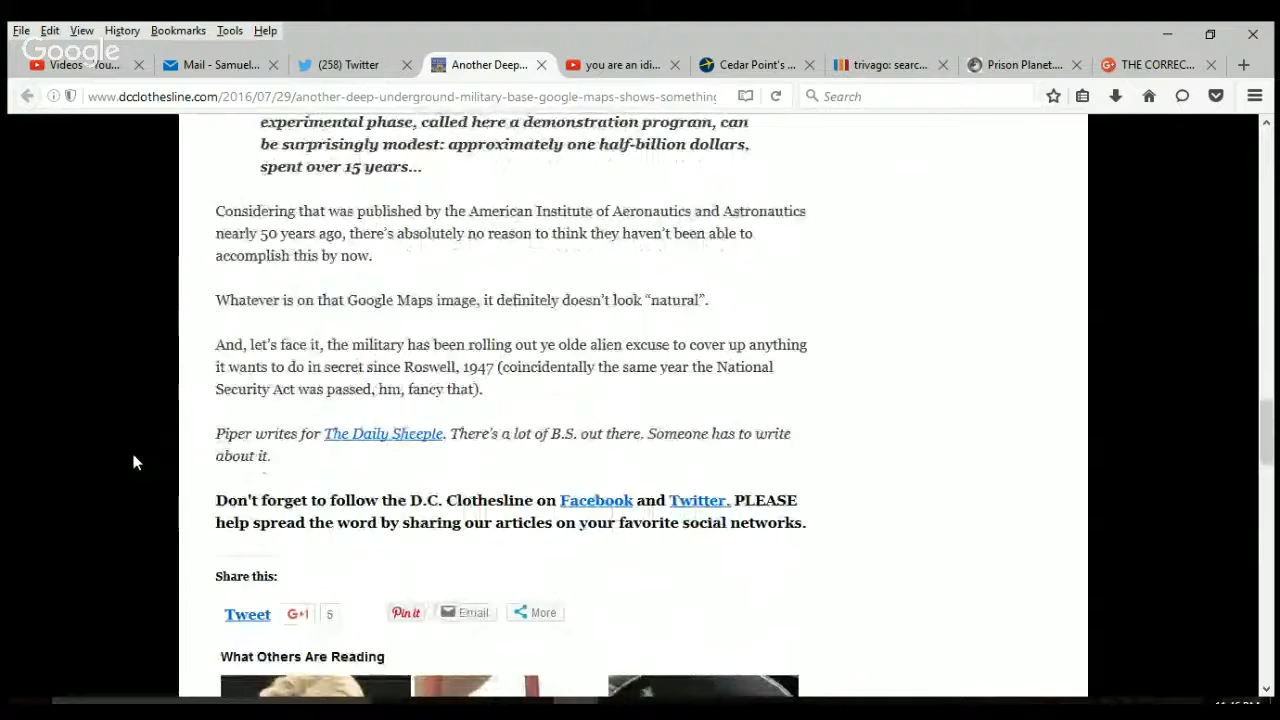 File Edit View History Bookmarks Tools Help
Google
Videos - You... Mail - Samuel... (258) Twitter Another Deep... you are an idi... Cedar Point's ... trivago: searc... Prison Planet.... THE CORREC...
www.dcclothesline.com/2016/07/29/another-deep-underground-military-base-google-maps-shows-something Search
experimental phase, called here a demonstration program, can
be surprisingly modest: approximately one half-billion dollars,
spent over 15 years...
Considering that was published by the American Institute of Aeronautics and Astronautics
nearly 50 years ago, there's absolutely no reason to think they haven't been able to
accomplish this by now.
Whatever is on that Google Maps image, it definitely doesn't look "natural".
And, let's face it, the military has been rolling out ye olde alien excuse to cover up anything
it wants to do in secret since Roswell, 1947 (coincidentally the same year the National
Security Act was passed, hm, fancy that).
Piper writes for The Daily Sheeple. There's a lot of B.S. out there. Someone has to write
about it.
Don't forget to follow the D.C. Clothesline on Facebook and Twitter. PLEASE
help spread the word by sharing our articles on your favorite social networks.
Share this:
Tweet G+1 5 Pin it Email More
What Others Are Reading